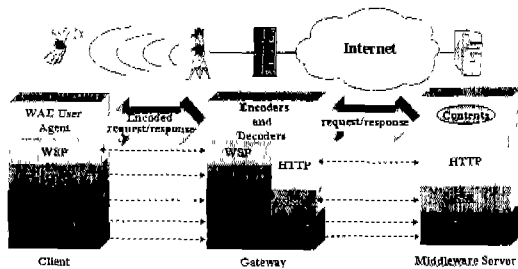 Internet
WAE User
Agent
Encoded
request/response
Encoders
and
Decoders
request/response
Contents
WSP
WSP
HTTP
HTTP
Client
Gateway
Middleware Server